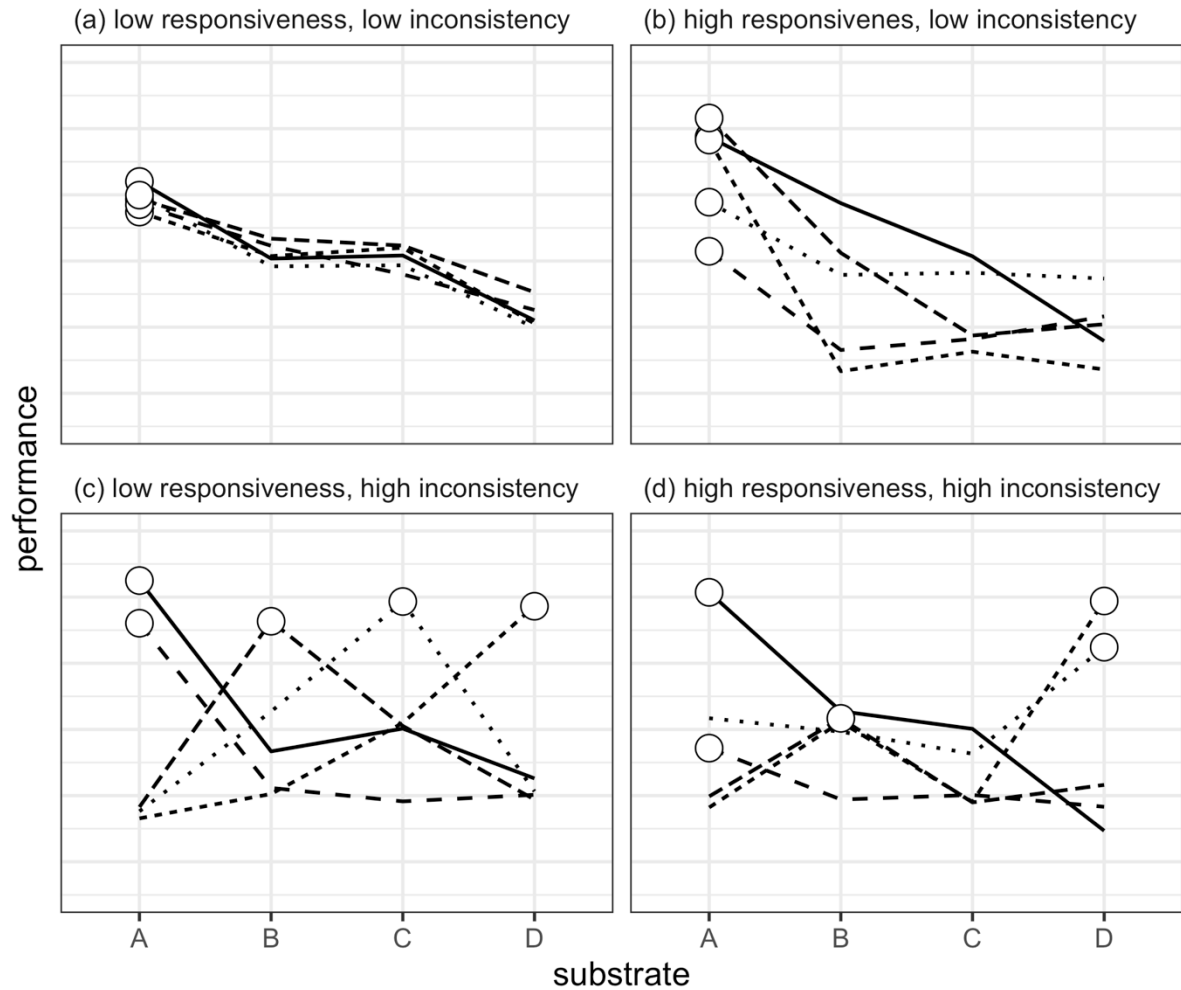 (a) low responsiveness, low inconsistency
(b) high responsivenes, low inconsistency
(c) low responsiveness, high inconsistency
(d) high responsiveness, high inconsistency
performance
A B C D
A B C D
substrate